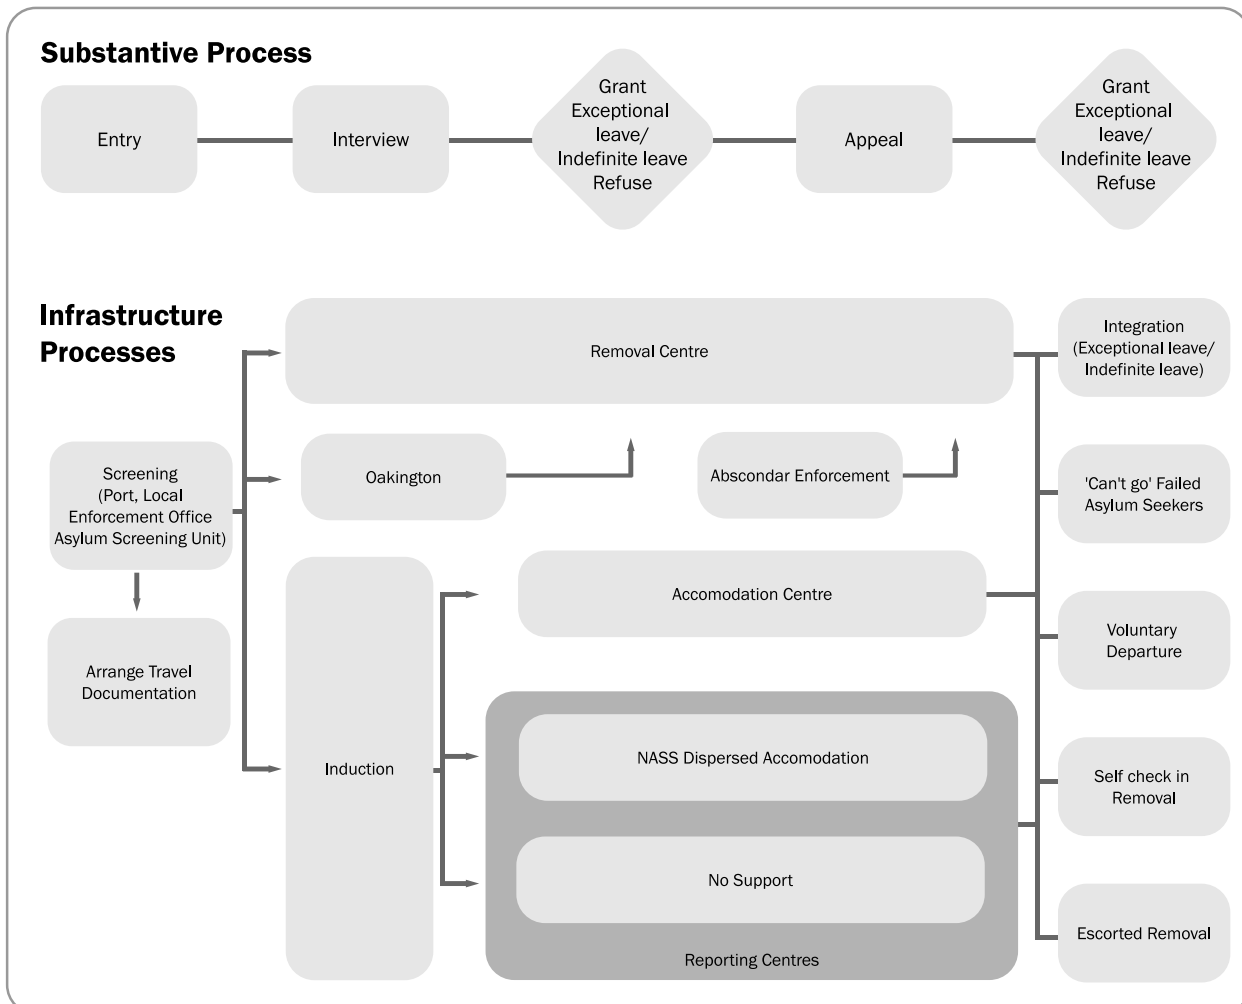 Substantive Process
Entry
Interview
Grant
Exceptional
leave/
Indefinite leave
Refuse
Appeal
Grant
Exceptional
leave/
Indefinite leave
Refuse
Infrastructure
Processes
Removal Centre
Integration
(Exceptional leave/
Indefinite leave)
Screening
(Port, Local
Enforcement Office
Asylum Screening Unit)
Oakington
Abscondar Enforcement
'Can't go' Failed
Asylum Seekers
Arrange Travel
Documentation
Induction
Accomodation Centre
Voluntary
Departure
NASS Dispersed Accomodation
Self check in
Removal
No Support
Reporting Centres
Escorted Removal